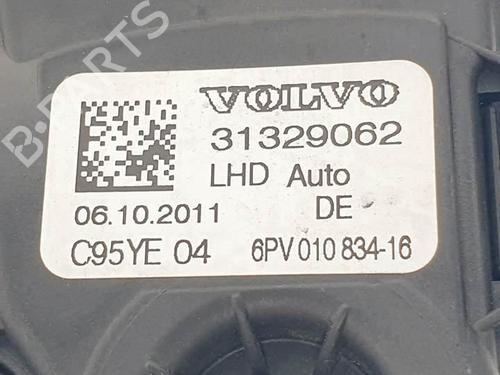 VOLVO
31329062
LHD Auto
06.10.2011 DE
C95YE 04 6PV 010 834-16
B-PARTS